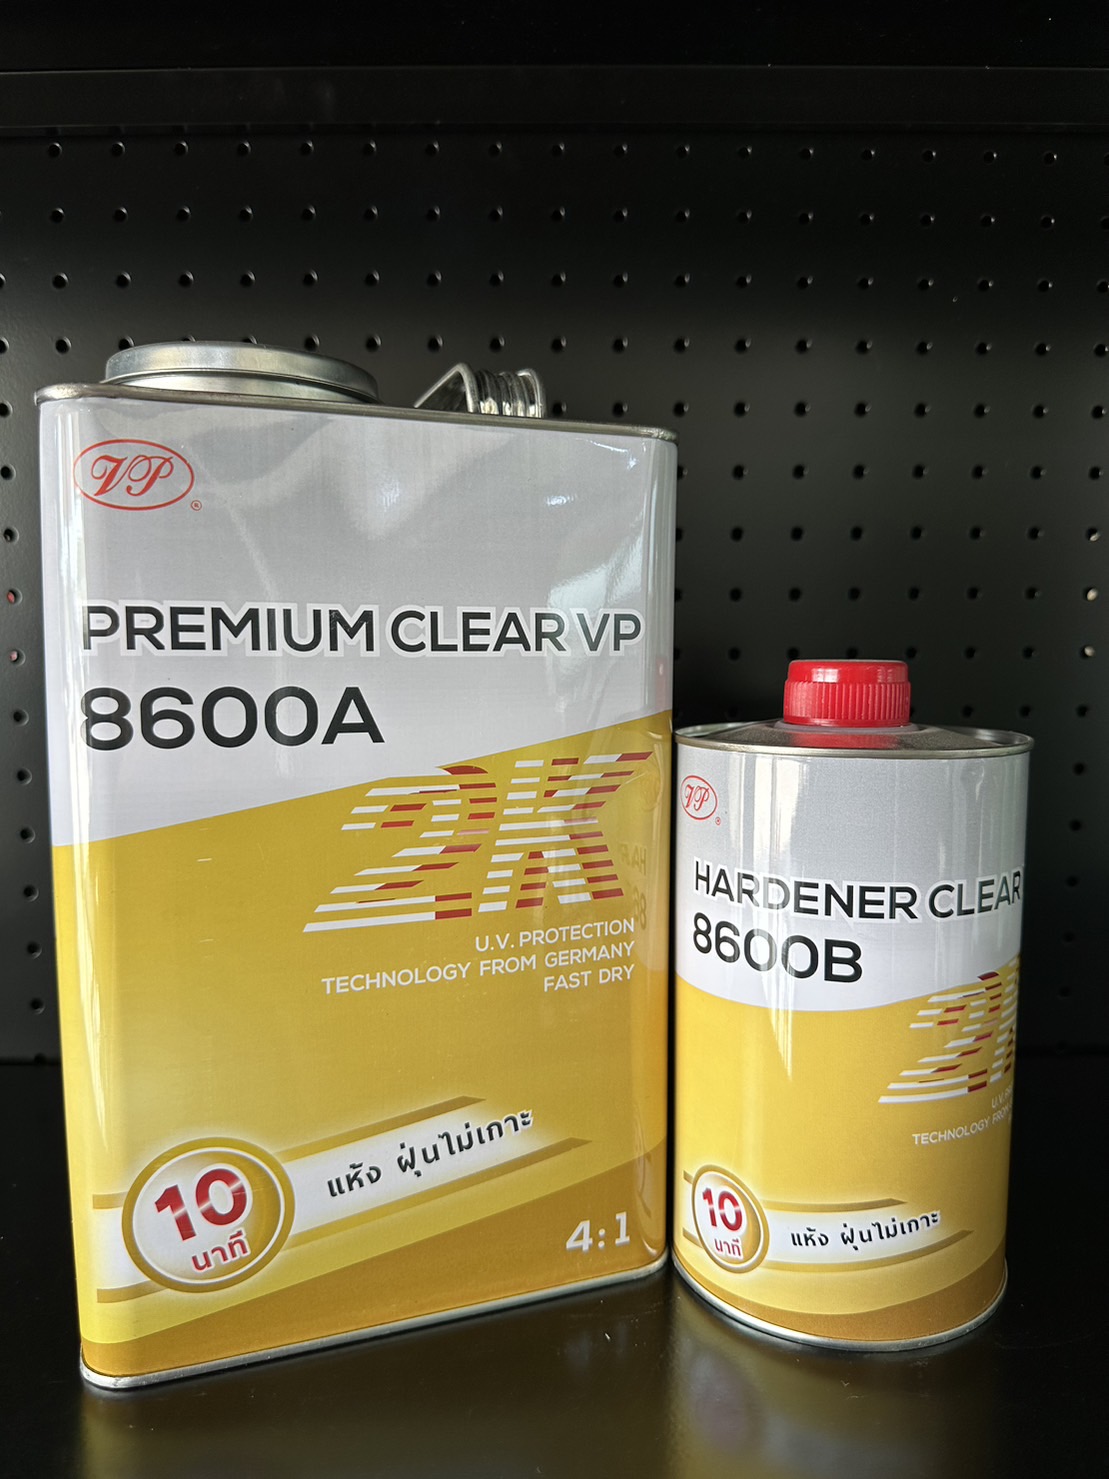 VP
®
PREMIUM CLEAR VP
8600A
2K
U.V. PROTECTION
TECHNOLOGY FROM GERMANY
FAST DRY
10
นาที
แห้ง ฝุ่นไม่เกาะ
4:1
VP
®
HARDENER CLEAR
8600B
TECHNOLOGY
10
นาที
แห้ง ฝุ่นไม่เกาะ